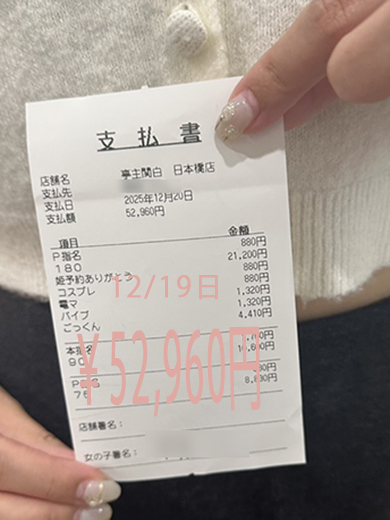 支払書
店舗名 亭主関白 日本橋店
支払先
支払日 2025年12月20日
支払額 52,960円
項目 金額
P指名 880円
180 21,200円
姫予約ありがとう 880円
コスプレ 880円
電マ 1,320円
バイブ 1,320円
ごっくん 4,410円
12/19日
本指名
90
¥52,960円
P
75
店舗署名：
女の子署名：